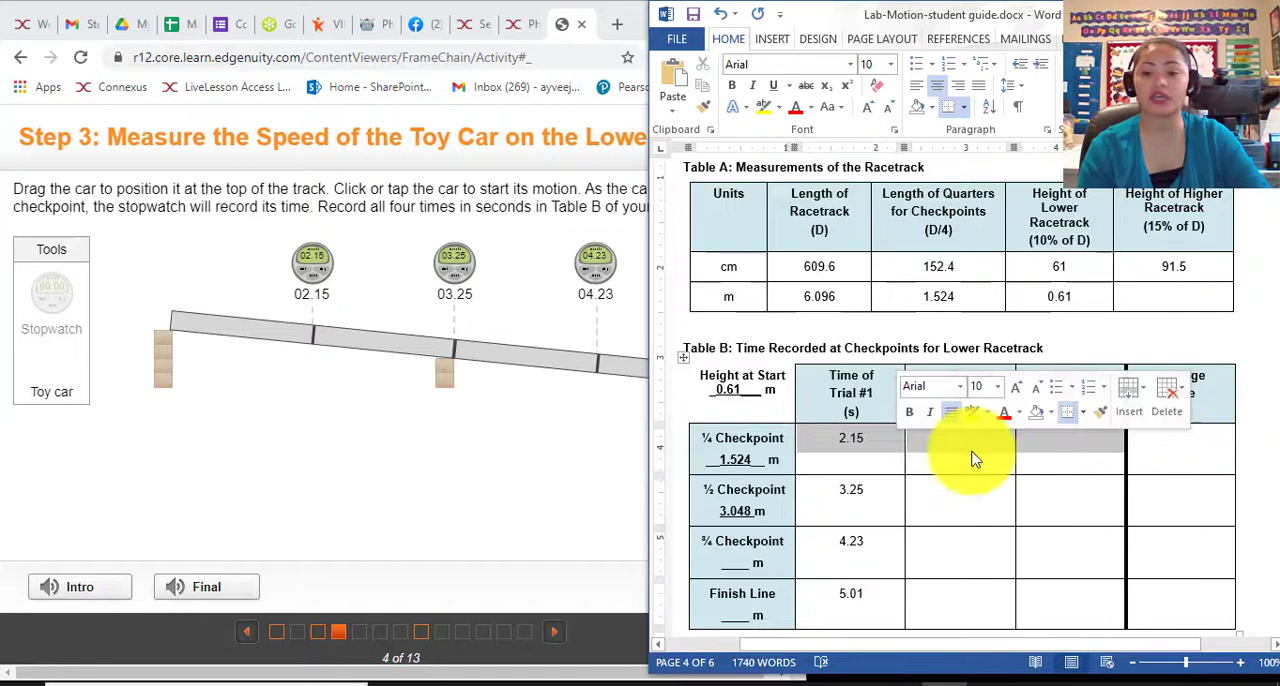 Lab-Motion-student guide.docx - Word
r12.core.learn.edgenuity.com/ContentViewers/FrameChain/Activity#_
Apps Connexus LiveLessons Home - SharePoint... Inbox (269) - ayveej...
FILE HOME INSERT DESIGN PAGE LAYOUT REFERENCES MAILINGS
Paste
Arial 10
Clipboard Font Paragraph
Step 3: Measure the Speed of the Toy Car on the Lowe
Drag the car to position it at the top of the track. Click or tap the car to start its motion. As the ca
checkpoint, the stopwatch will record its time. Record all four times in seconds in Table B of your
Tools
00:00
Stopwatch
Toy car
02.15 03.25 04.23
02.15 03.25 04.23
Intro Final
4 of 13
Table A: Measurements of the Racetrack
Units
Length of Racetrack (D)
Length of Quarters for Checkpoints (D/4)
Height of Lower Racetrack (10% of D)
Height of Higher Racetrack (15% of D)
cm 609.6 152.4 61 91.5
m 6.096 1.524 0.61
Table B: Time Recorded at Checkpoints for Lower Racetrack
Height at Start
_0.61___ m
Time of Trial #1 (s)
Arial 10
Insert Delete
¼ Checkpoint 2.15
__1.524__ m
½ Checkpoint 3.25
3.048 m
¾ Checkpoint 4.23
____ m
Finish Line 5.01
____ m
PAGE 4 OF 6 1740 WORDS 100%